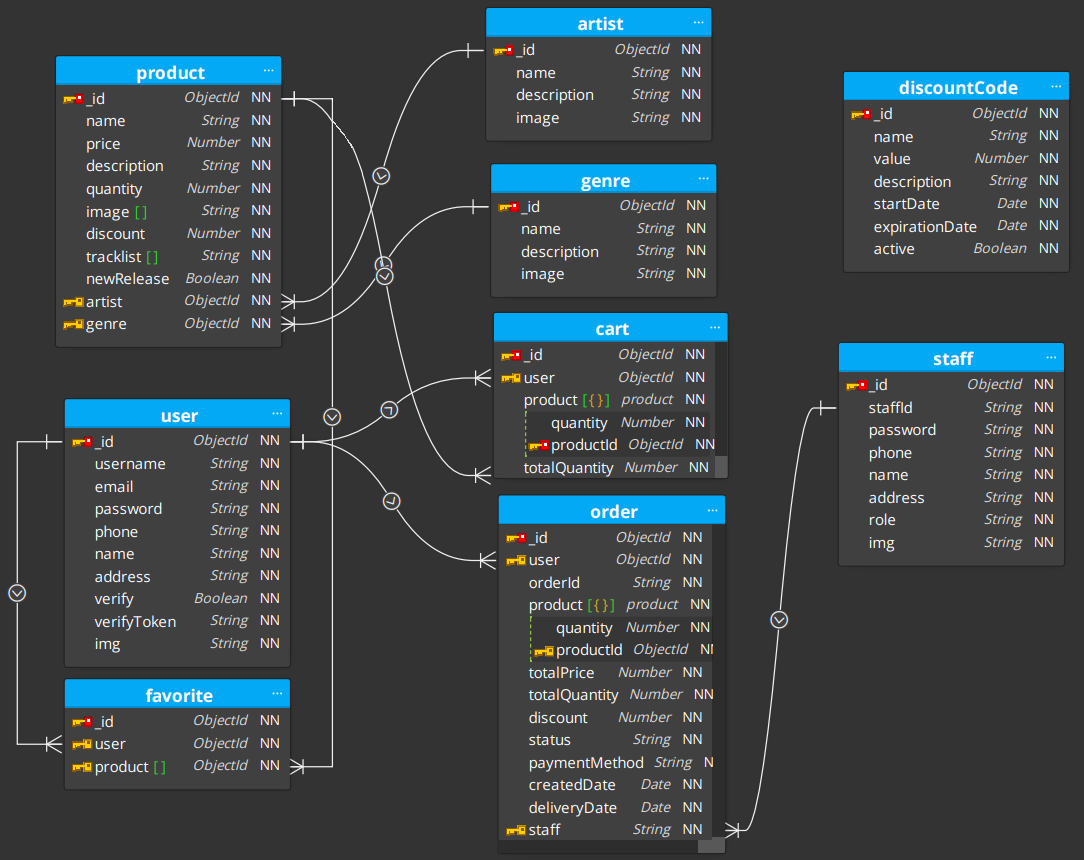 product ...
_id ObjectId NN
name String NN
price Number NN
description String NN
quantity Number NN
image [ ] String NN
discount Number NN
tracklist [ ] String NN
newRelease Boolean NN
artist ObjectId NN
genre ObjectId NN
artist ...
_id ObjectId NN
name String NN
description String NN
image String NN
discountCode ...
_id ObjectId NN
name String NN
value Number NN
description String NN
startDate Date NN
expirationDate Date NN
active Boolean NN
genre ...
_id ObjectId NN
name String NN
description String NN
image String NN
cart ...
_id ObjectId NN
user ObjectId NN
product [{}] product NN
quantity Number NN
productId ObjectId NN
totalQuantity Number NN
staff ...
_id ObjectId NN
staffId String NN
password String NN
phone String NN
name String NN
address String NN
role String NN
img String NN
user ...
_id ObjectId NN
username String NN
email String NN
password String NN
phone String NN
name String NN
address String NN
verify Boolean NN
verifyToken String NN
img String NN
order ...
_id ObjectId NN
user ObjectId NN
orderId String NN
product [{}] product NN
quantity Number NN
productId ObjectId N
totalPrice Number NN
totalQuantity Number NN
discount Number NN
status String NN
paymentMethod String N
createdDate Date NN
deliveryDate Date NN
staff String NN
favorite ...
_id ObjectId NN
user ObjectId NN
product [ ] ObjectId NN